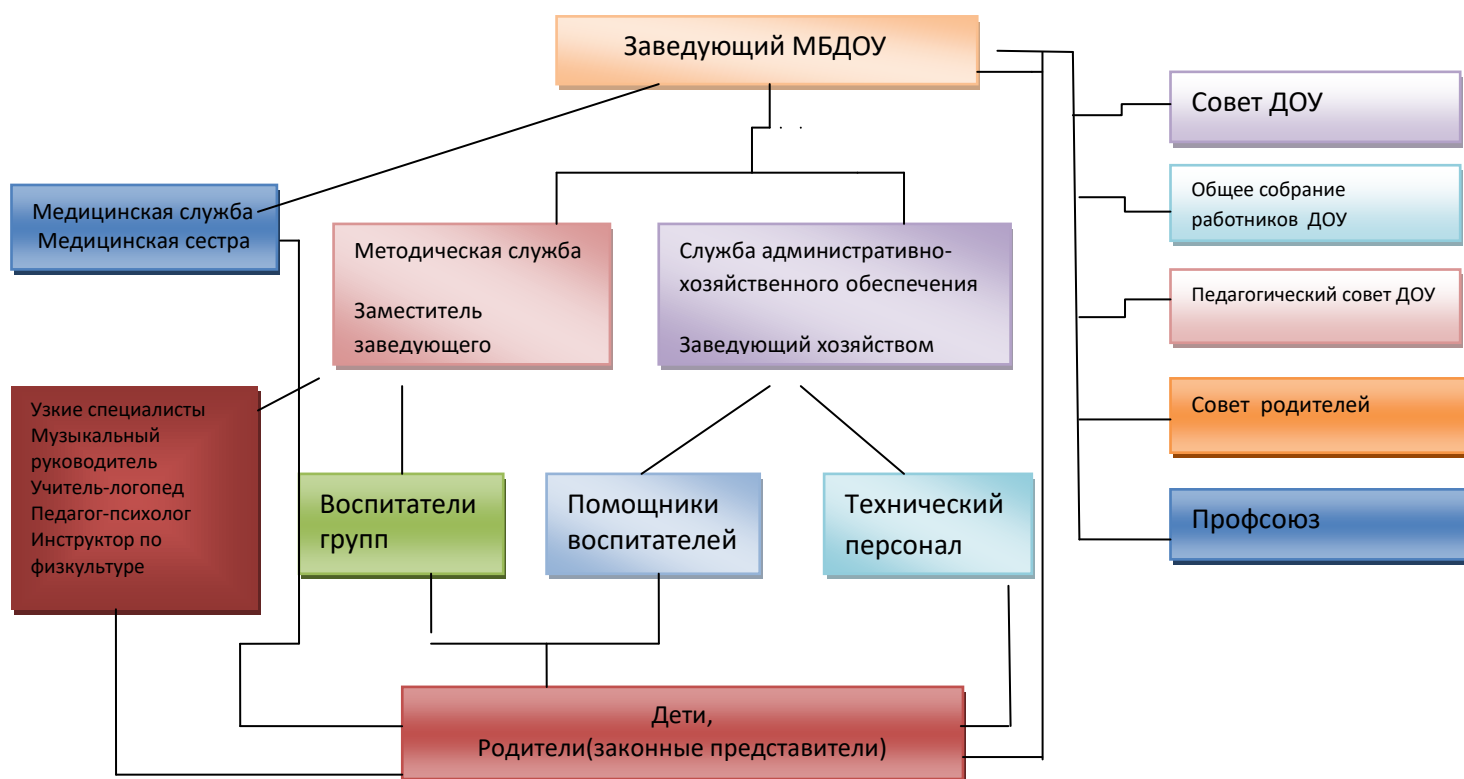 Заведующий МБДОУ
Совет ДОУ
Общее собрание
работников ДОУ
Медицинская служба
Медицинская сестра
Методическая служба
Заместитель
заведующего
Служба административно-
хозяйственного обеспечения
Заведующий хозяйством
Педагогический совет ДОУ
Узкие специалисты
Музыкальный
руководитель
Учитель-логопед
Педагог-психолог
Инструктор по
физкультуре
Совет родителей
Воспитатели
групп
Помощники
воспитателей
Технический
персонал
Профсоюз
Дети,
Родители(законные представители)